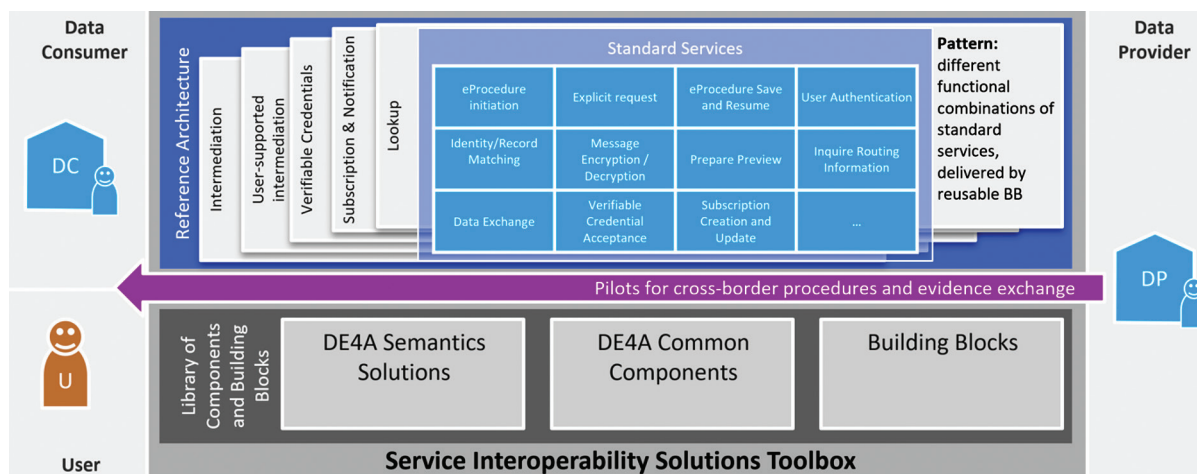 Data
Consumer
DC
U
User
Reference Architecture
Intermediation
User-supported
intermediation
Verifiable Credentials
Subscription & Notification
Lookup
Standard Services
eProcedure
initiation
Explicit request
eProcedure Save
and Resume
User Authentication
Identity/Record
Matching
Message
Encryption /
Decryption
Prepare Preview
Inquire Routing
Information
Data Exchange
Verifiable
Credential
Acceptance
Subscription
Creation and
Update
...
Pattern:
different
functional
combinations of
standard
services,
delivered by
reusable BB
Data
Provider
DP
Pilots for cross-border procedures and evidence exchange
Library of
Components
and Building
Blocks
DE4A Semantics
Solutions
DE4A Common
Components
Building Blocks
Service Interoperability Solutions Toolbox